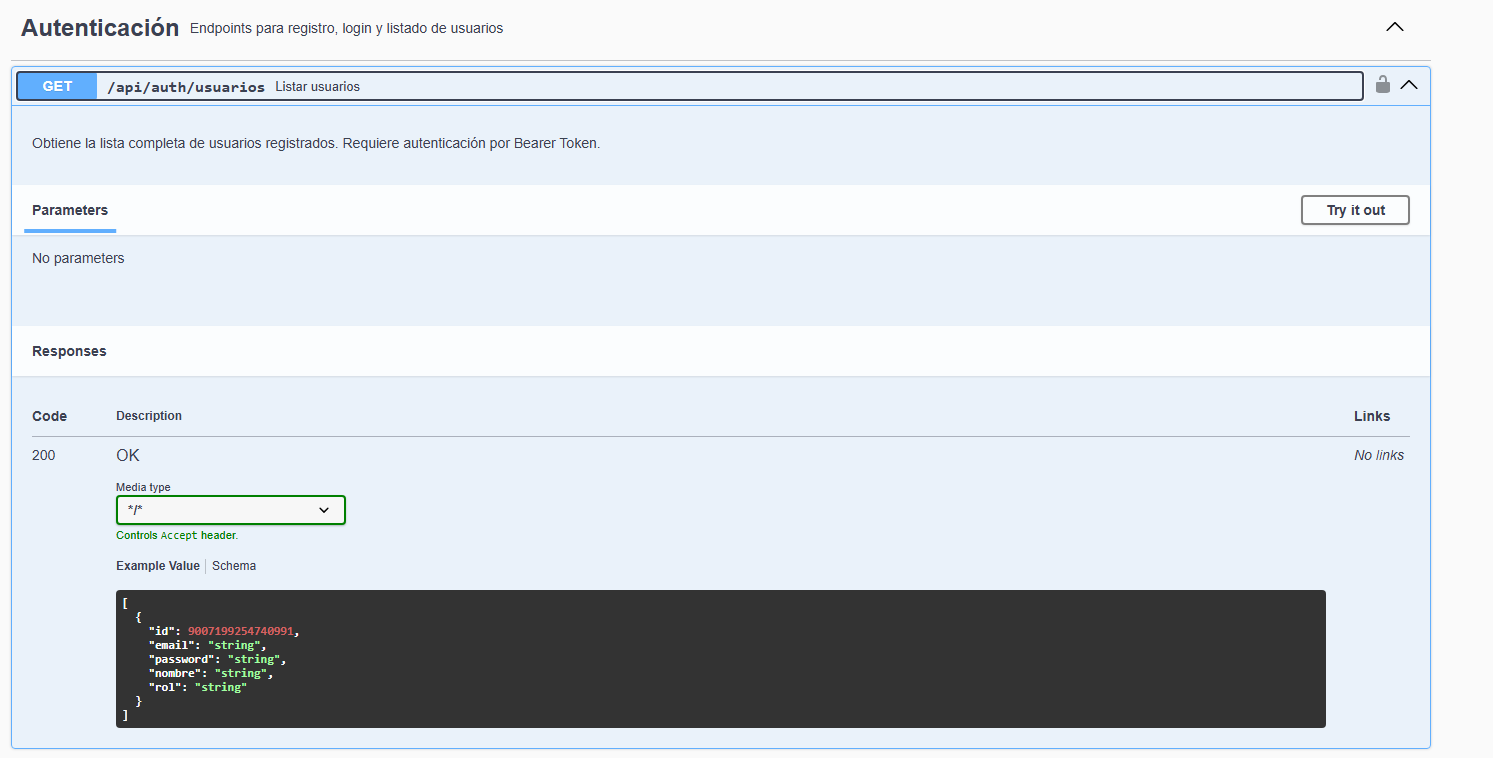 Autenticación Endpoints para registro, login y listado de usuarios
GET /api/auth/usuarios Listar usuarios
Obtiene la lista completa de usuarios registrados. Requiere autenticación por Bearer Token.
Parameters Try it out
No parameters
Responses
Code Description Links
200 OK No links
Media type
*/*
Controls Accept header.
Example Value Schema
[
  {
    "id": 9007199254740991,
    "email": "string",
    "password": "string",
    "nombre": "string",
    "rol": "string"
  }
]